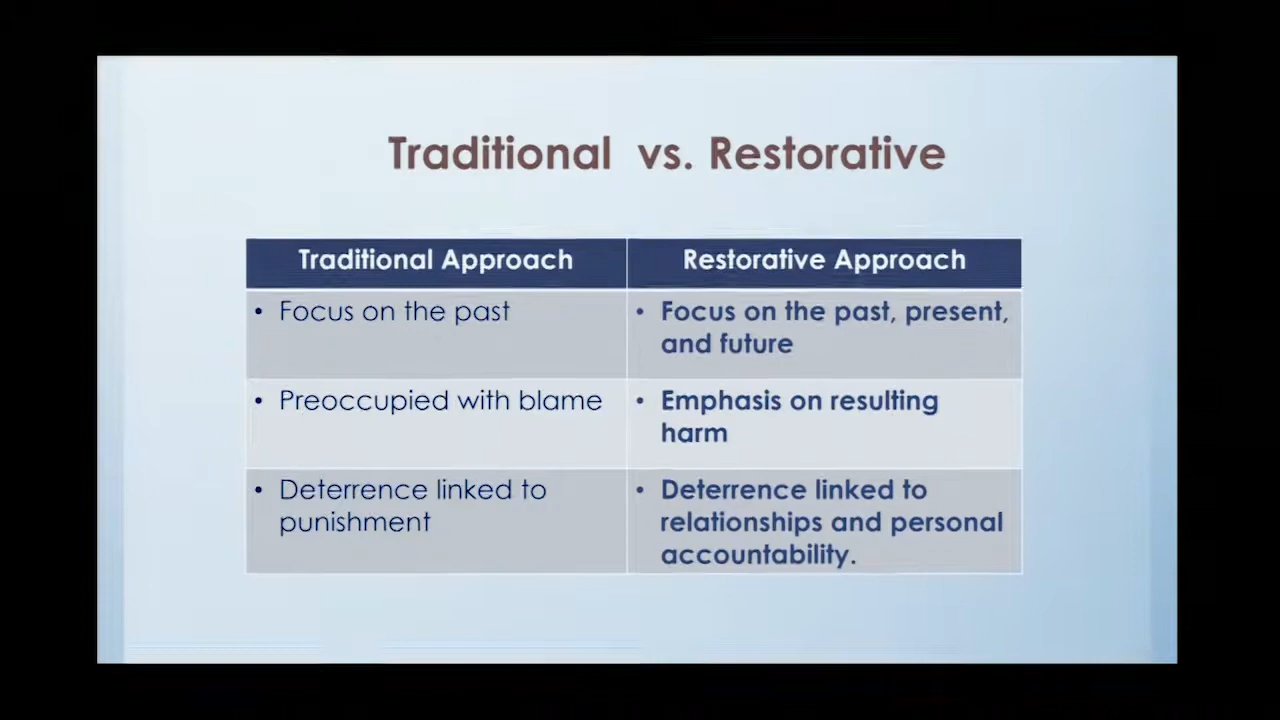 Traditional vs. Restorative
Traditional Approach
Restorative Approach
• Focus on the past
• Focus on the past, present,
and future
• Preoccupied with blame
• Emphasis on resulting
harm
• Deterrence linked to
punishment
• Deterrence linked to
relationships and personal
accountability.